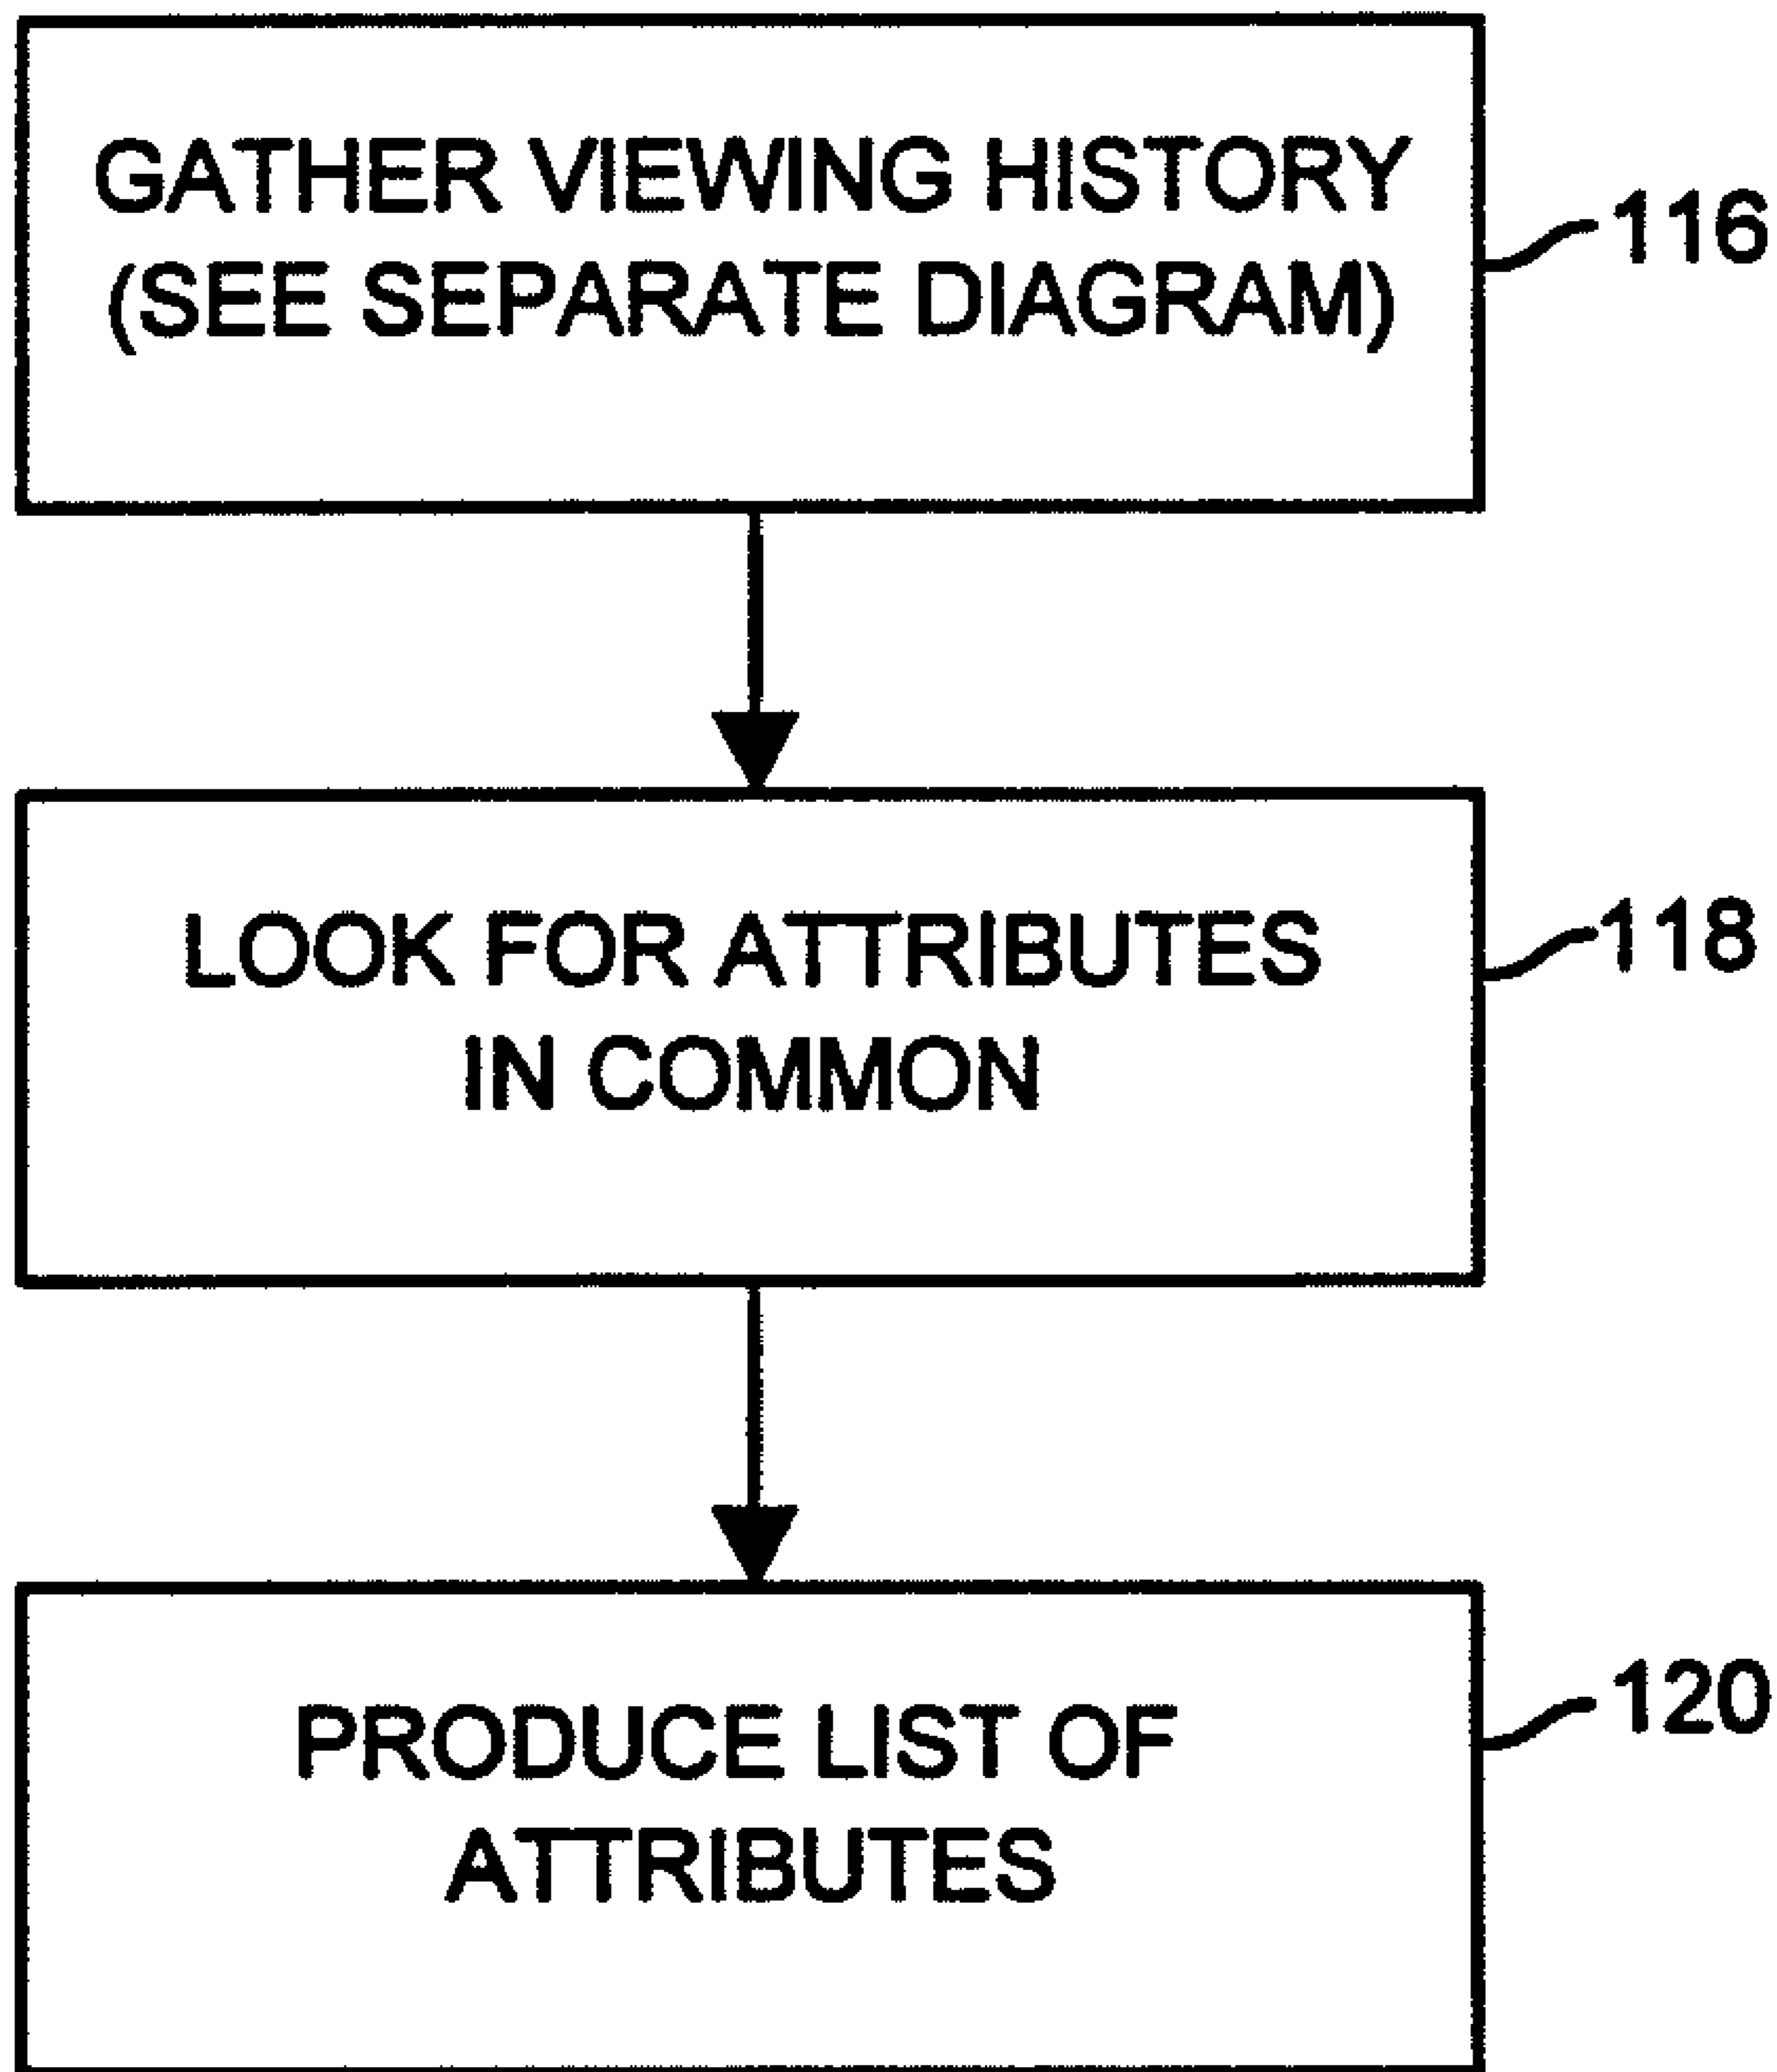 GATHER VIEWING HISTORY
(SEE SEPARATE DIAGRAM)
116
LOOK FOR ATTRIBUTES
IN COMMON
118
PRODUCE LIST OF
ATTRIBUTES
120